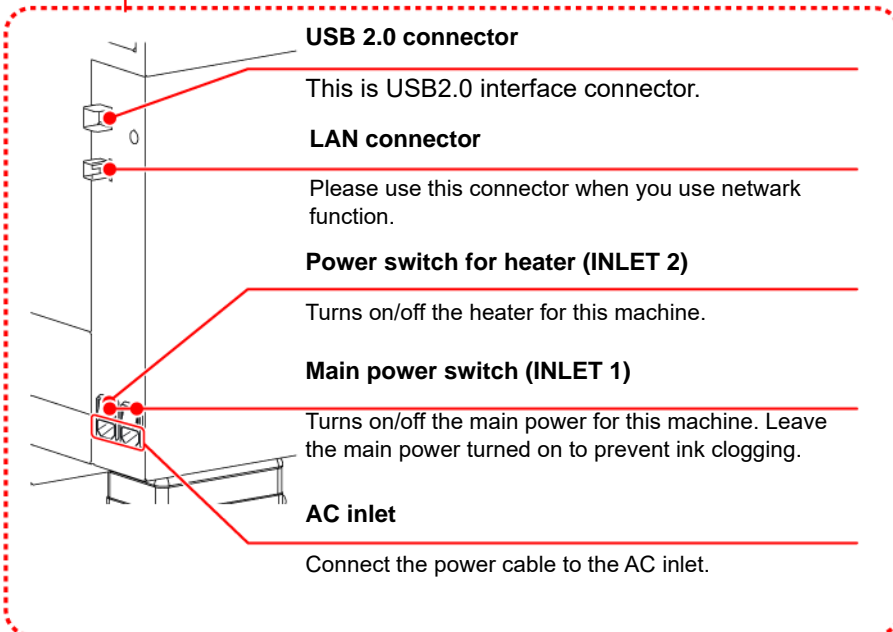 USB 2.0 connector
This is USB2.0 interface connector.
LAN connector
Please use this connector when you use netwark
function.
Power switch for heater (INLET 2)
Turns on/off the heater for this machine.
Main power switch (INLET 1)
Turns on/off the main power for this machine. Leave
the main power turned on to prevent ink clogging.
AC inlet
Connect the power cable to the AC inlet.